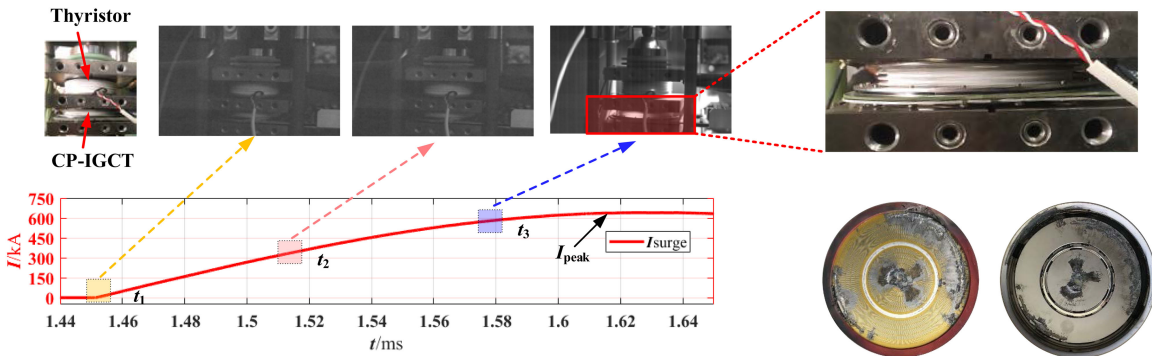 Thyristor
CP-IGCT
750
600
450
300
150
0
I/kA
t1
t2
t3
Ipeak
Isurge
1.44 1.46 1.48 1.5 1.52 1.54 1.56 1.58 1.6 1.62 1.64
t/ms